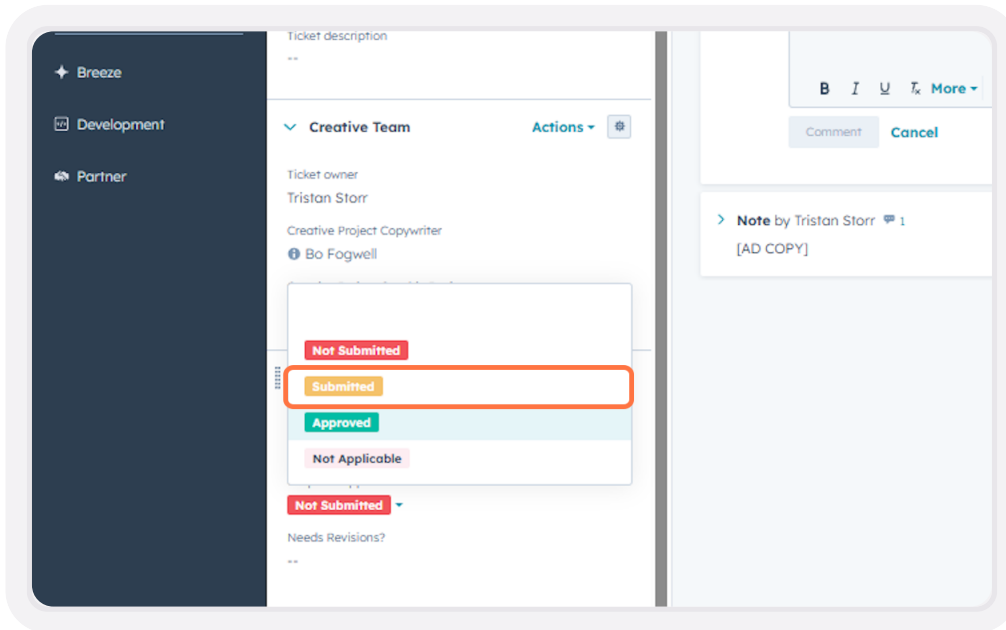 Breeze
Development
Partner
Ticket description
--
Creative Team
Actions
Ticket owner
Tristan Storr
Creative Project Copywriter
Bo Fogwell
Not Submitted
Submitted
Approved
Not Applicable
Not Submitted
Needs Revisions?
--
B I U Tx More
Comment Cancel
Note by Tristan Storr 1
[AD COPY]